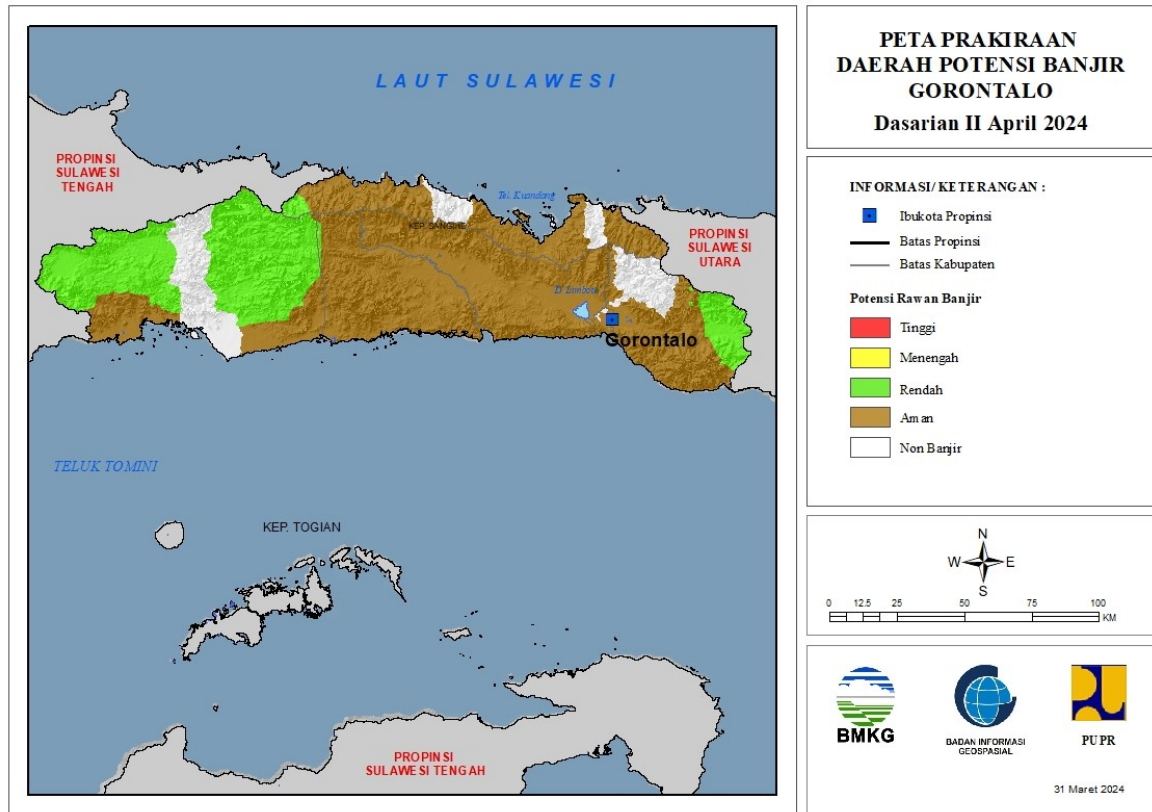 LAUT SULAWESI
PROPINSI
SULAWESI
TENGAH
Tel. Kuandang
KEP. SANGIHE
PROPINSI
SULAWESI
UTARA
D. Limboto
Gorontalo
TELUK TOMINI
KEP. TOGIAN
PROPINSI
SULAWESI TENGAH
PETA PRAKIRAAN
DAERAH POTENSI BANJIR
GORONTALO
Dasarian II April 2024
INFORMASI/ KETERANGAN :
Ibukota Propinsi
Batas Propinsi
Batas Kabupaten
Potensi Rawan Banjir
Tinggi
Menengah
Rendah
Aman
Non Banjir
N
W E
S
0 12.5 25 50 75 100
KM
BMKG
BADAN INFORMASI
GEOSPASIAL
PUPR
31 Maret 2024